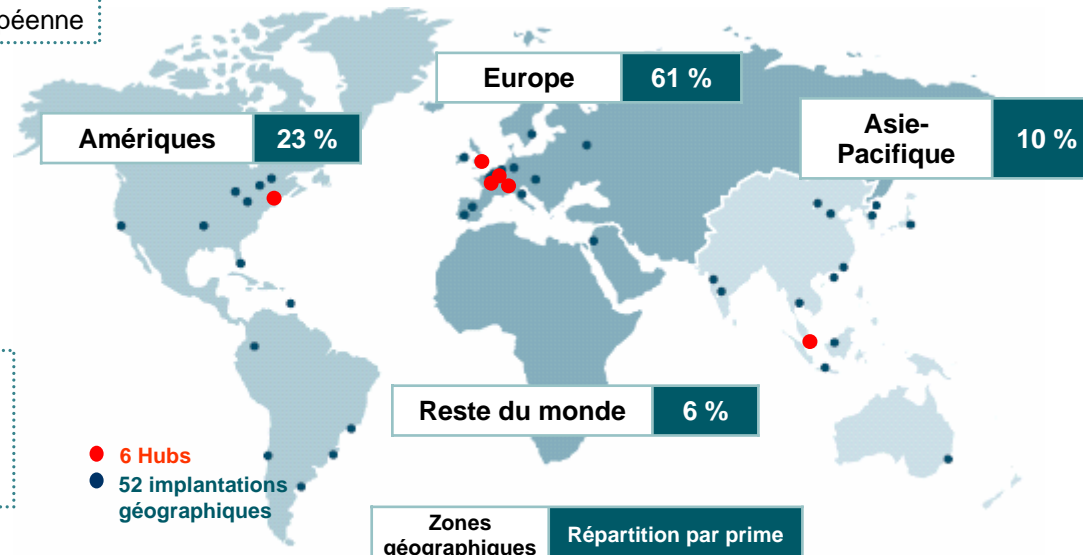 péenne
Europe
61 %
Amériques
23 %
Asie-
Pacifique
10 %
Reste du monde
6 %
6 Hubs
52 implantations
géographiques
Zones
géographiques
Répartition par prime